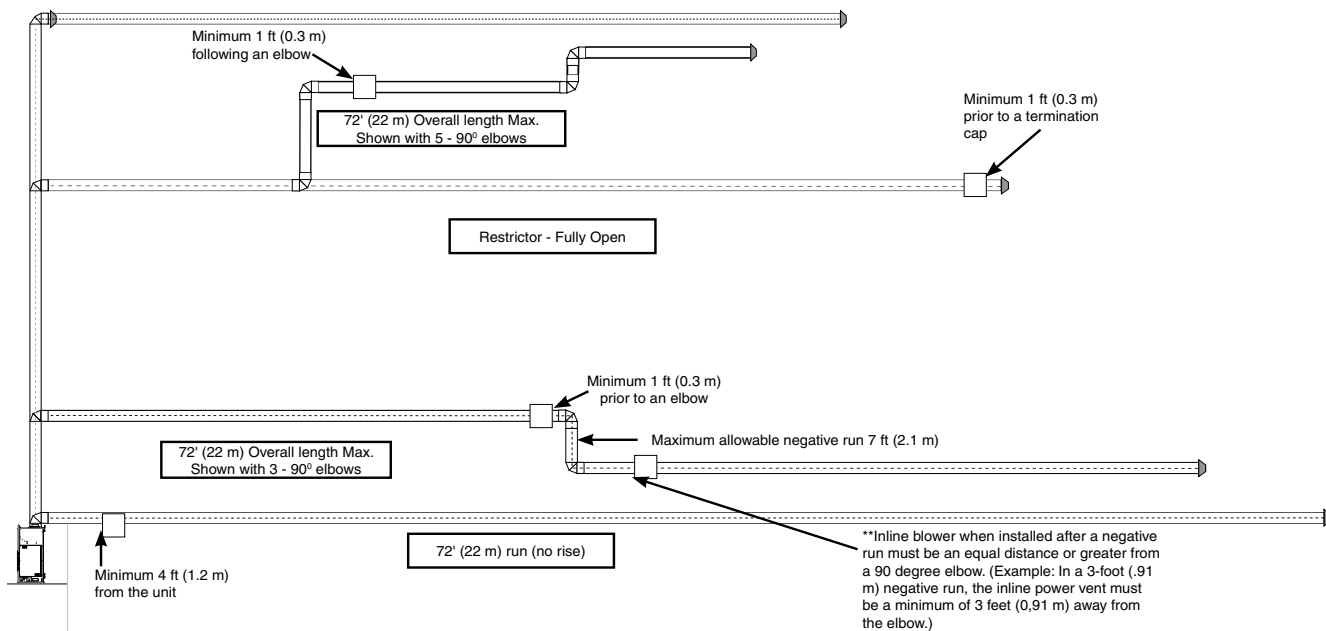 Minimum 1 ft (0.3 m)
following an elbow
72' (22 m) Overall length Max.
Shown with 5 - 90⁰ elbows
Minimum 1 ft (0.3 m)
prior to a termination
cap
Restrictor - Fully Open
Minimum 1 ft (0.3 m)
prior to an elbow
Maximum allowable negative run 7 ft (2.1 m)
72' (22 m) Overall length Max.
Shown with 3 - 90⁰ elbows
72' (22 m) run (no rise)
Minimum 4 ft (1.2 m)
from the unit
**Inline blower when installed after a negative
run must be an equal distance or greater from
a 90 degree elbow. (Example: In a 3-foot (.91
m) negative run, the inline power vent must
be a minimum of 3 feet (0,91 m) away from
the elbow.)